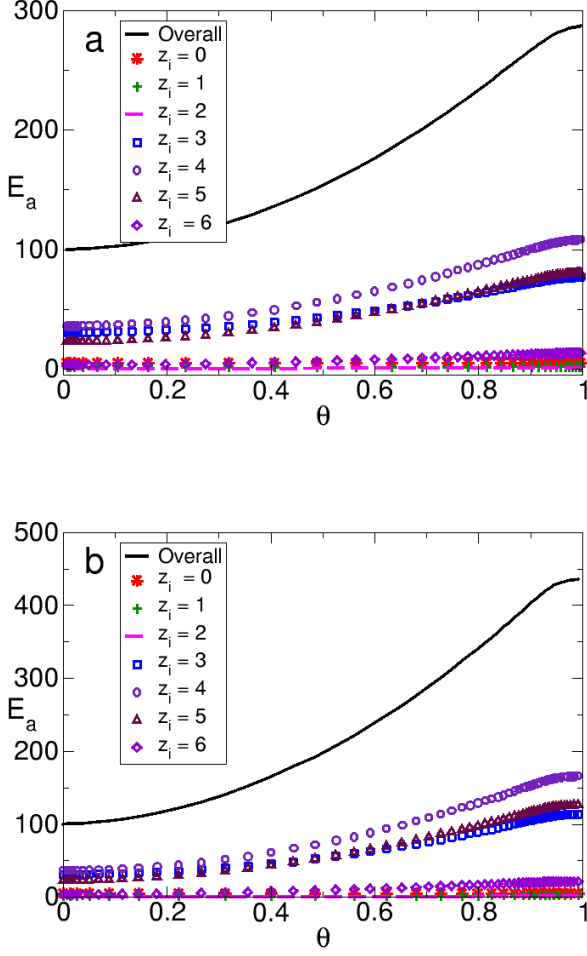 300
a
Overall
z_i = 0
z_i = 1
z_i = 2
z_i = 3
z_i = 4
z_i = 5
z_i = 6
200
E_a
100
0
0 0.2 0.4 0.6 0.8 1
θ
500
b
Overall
z_i = 0
z_i = 1
z_i = 2
z_i = 3
z_i = 4
z_i = 5
z_i = 6
400
300
E_a
200
100
0
0 0.2 0.4 0.6 0.8 1
θ